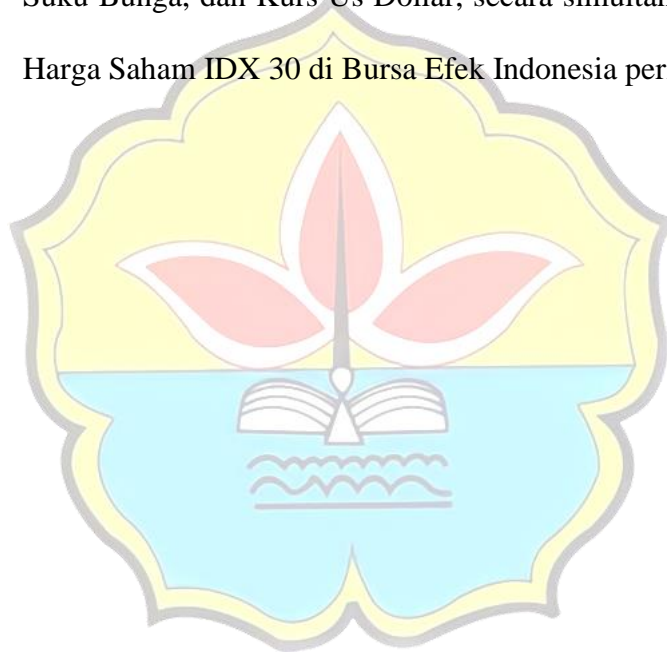 Suku Bunga, dan Kurs Us Dollar, secara simultan
Harga Saham IDX 30 di Bursa Efek Indonesia per